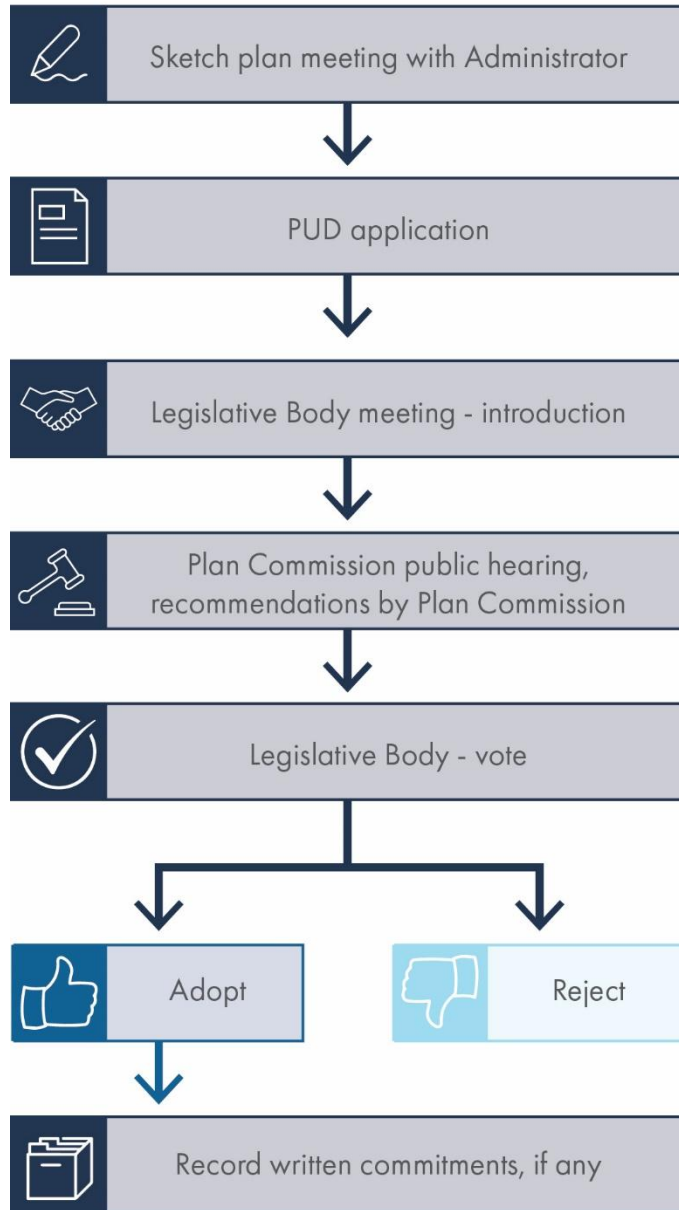 Sketch plan meeting with Administrator
PUD application
Legislative Body meeting - introduction
Plan Commission public hearing,
recommendations by Plan Commission
Legislative Body - vote
Adopt
Reject
Record written commitments, if any